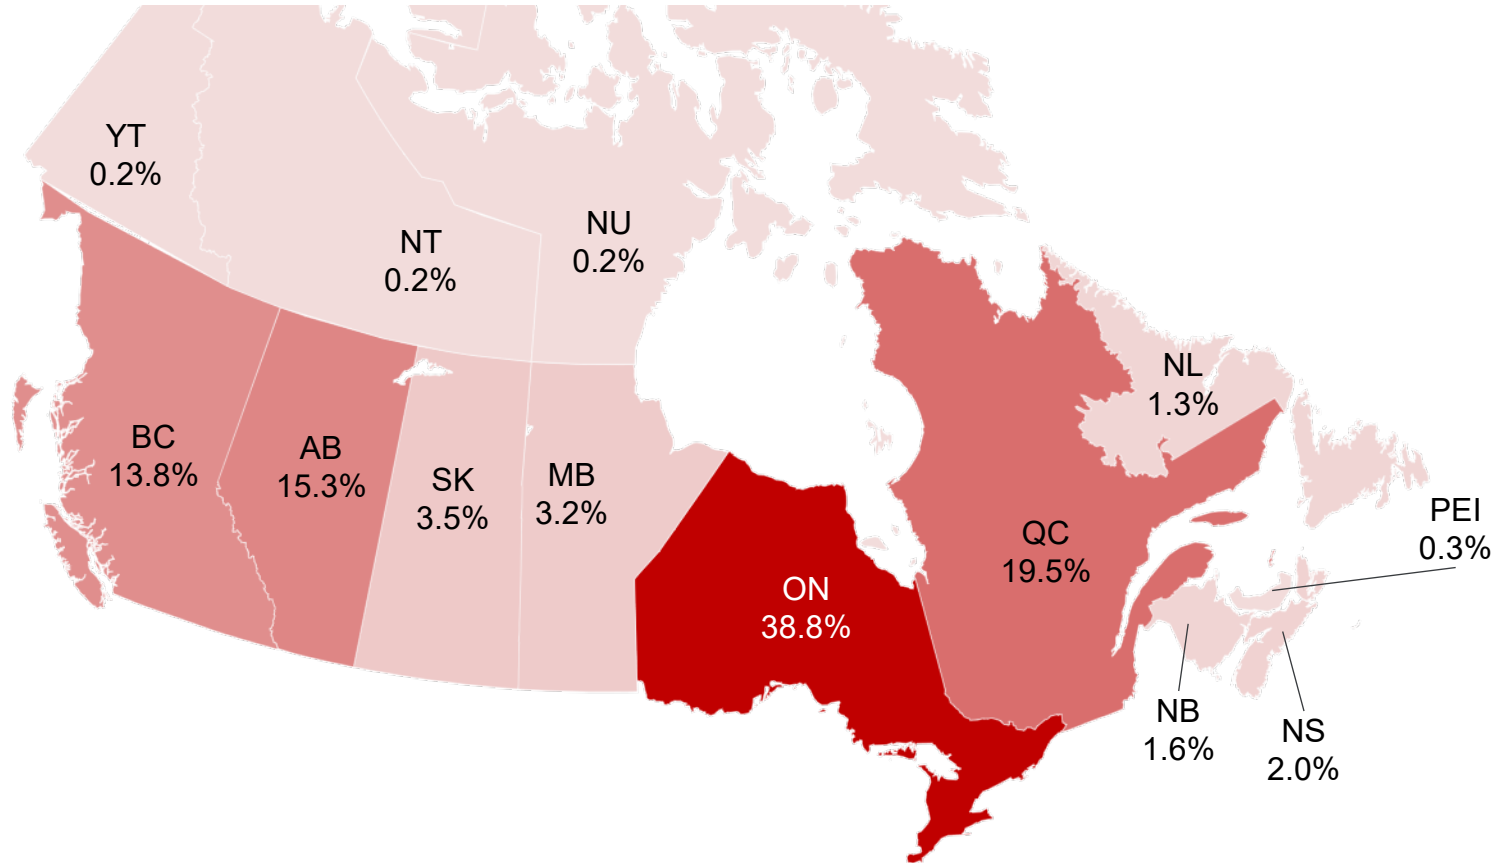 YT
0.2%
NT
0.2%
NU
0.2%
BC
13.8%
AB
15.3%
SK
3.5%
MB
3.2%
ON
38.8%
QC
19.5%
NL
1.3%
PEI
0.3%
NB
1.6%
NS
2.0%